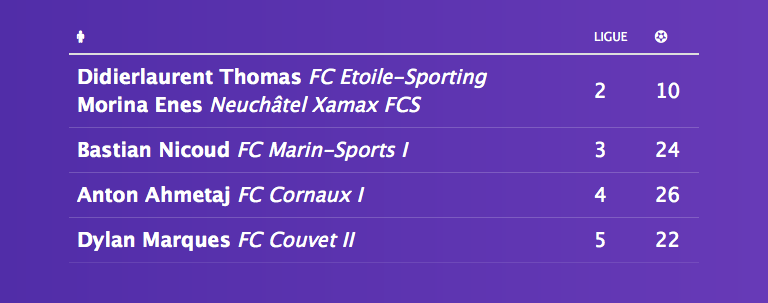 LIGUE
Didierlaurent Thomas FC Etoile-Sporting 2 10
Morina Enes Neuchâtel Xamax FCS
Bastian Nicoud FC Marin-Sports I 3 24
Anton Ahmetaj FC Cornaux I 4 26
Dylan Marques FC Couvet II 5 22